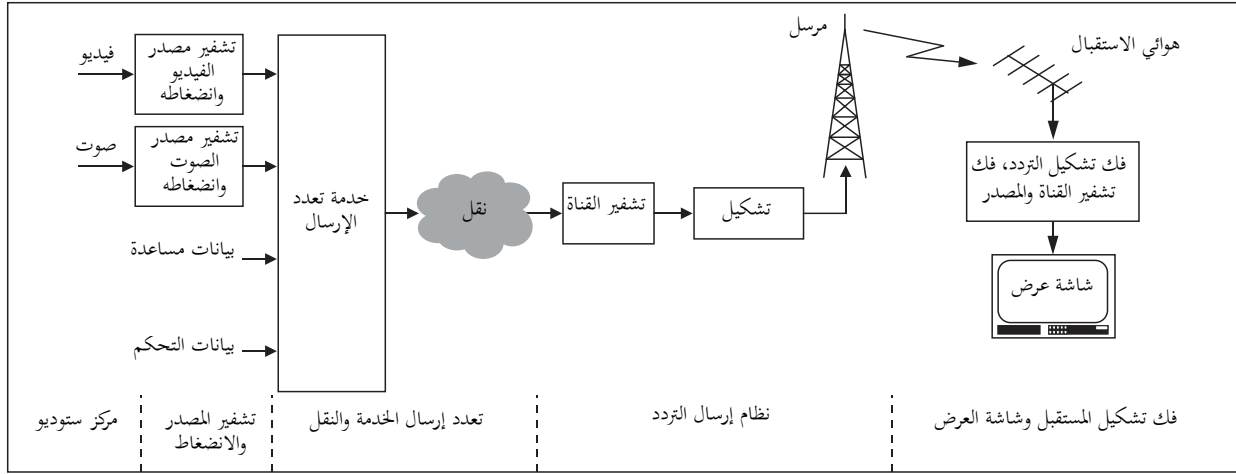 فيديو
تشفير مصدر
الفيديو
وانضغاطه
صوت
تشفير مصدر
الصوت
وانضغاطه
بيانات مساعدة
بيانات التحكم
خدمة تعدد
الإرسال
نقل
تشفير القناة
تشكيل
مرسل
هوائي الاستقبال
فك تشكيل التردد، فك
تشفير القناة والمصدر
شاشة عرض
مركز ستوديو
تشفير المصدر
والانضغاط
تعدد إرسال الخدمة والنقل
نظام إرسال التردد
فك تشكيل المستقبل وشاشة العرض